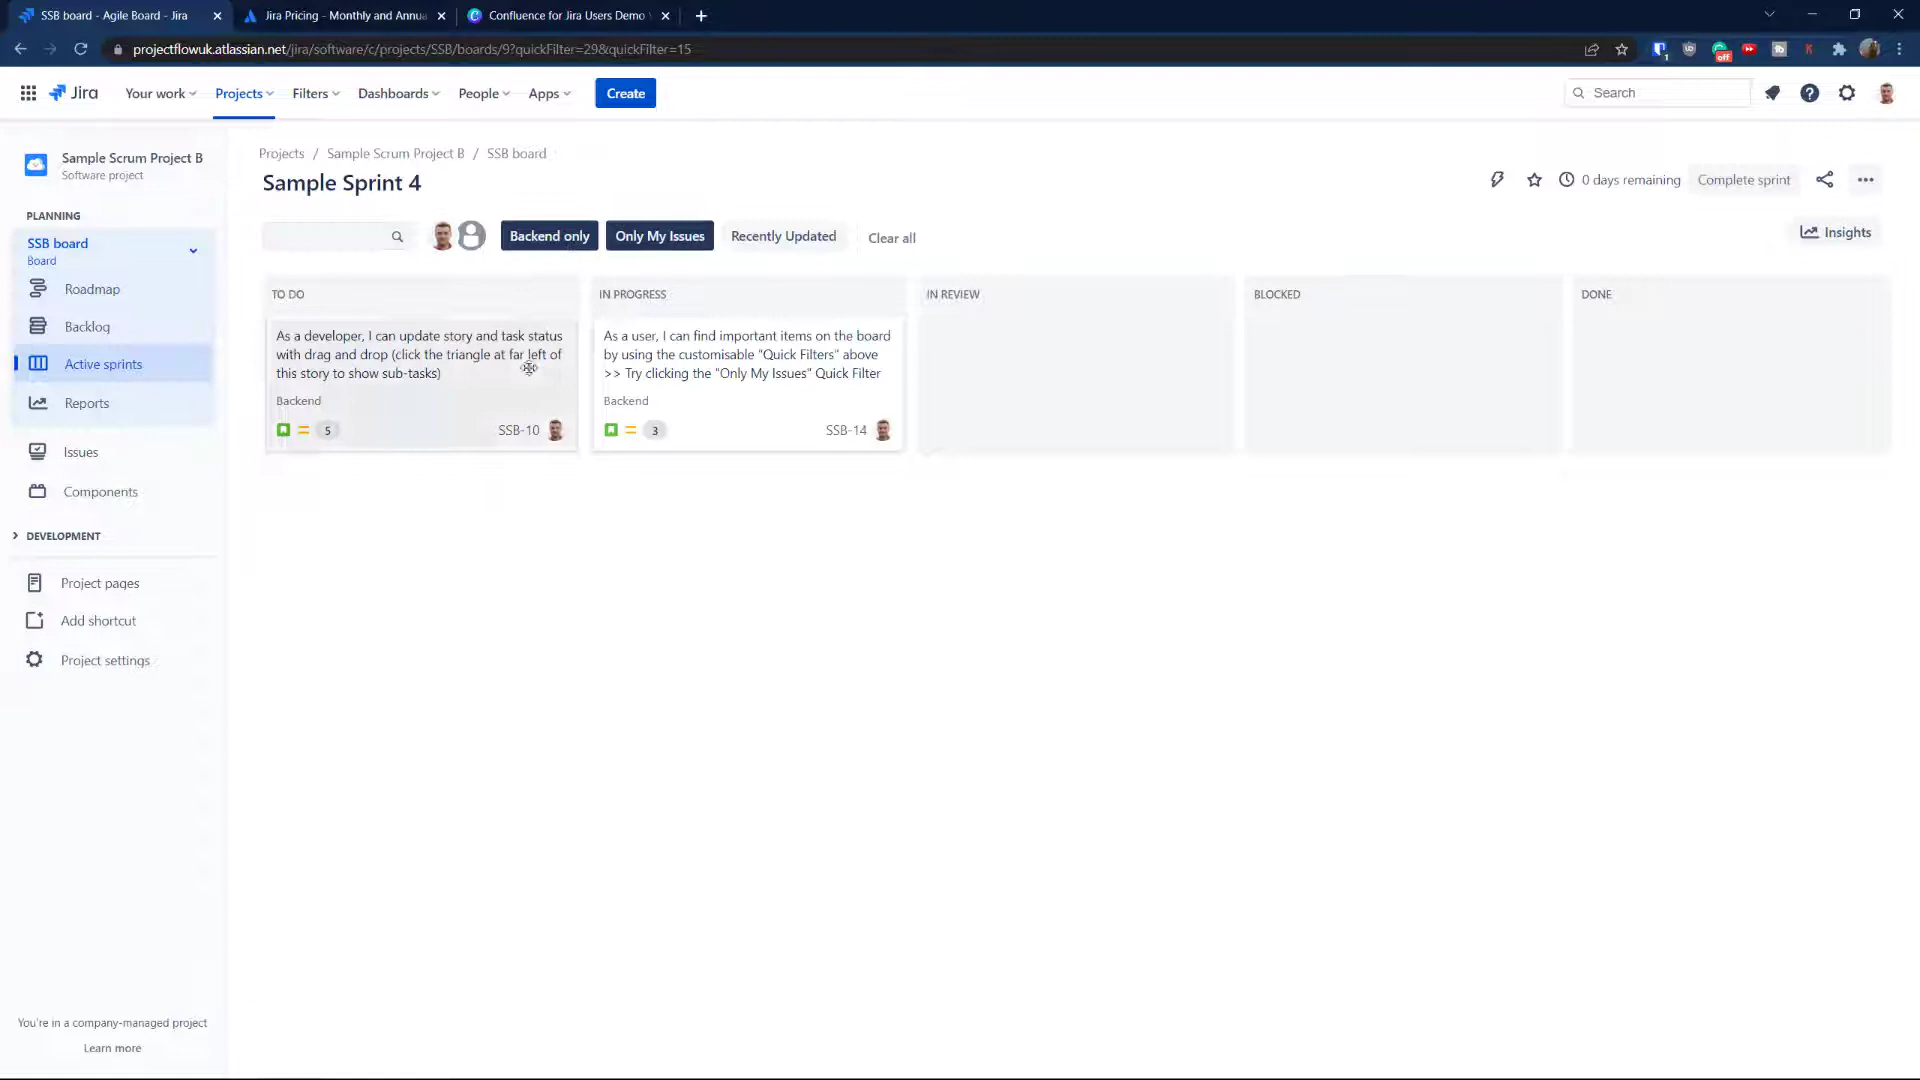 SSB board - Agile Board - Jira
Jira Pricing - Monthly and Annua
Confluence for Jira Users Demo
projectflowuk.atlassian.net/jira/software/c/projects/SSB/boards/9?quickFilter=29&quickFilter=15
1
off
Jira
Your work
Projects
Filters
Dashboards
People
Apps
Create
Search
Sample Scrum Project B
Software project
PLANNING
SSB board
Board
Roadmap
Backlog
Active sprints
Reports
Issues
Components
DEVELOPMENT
Project pages
Add shortcut
Project settings
You're in a company-managed project
Learn more
Projects / Sample Scrum Project B / SSB board
Sample Sprint 4
0 days remaining
Complete sprint
Backend only
Only My Issues
Recently Updated
Clear all
Insights
TO DO
As a developer, I can update story and task status
with drag and drop (click the triangle at far left of
this story to show sub-tasks)
Backend
5
SSB-10
IN PROGRESS
As a user, I can find important items on the board
by using the customisable "Quick Filters" above
>> Try clicking the "Only My Issues" Quick Filter
Backend
3
SSB-14
IN REVIEW
BLOCKED
DONE